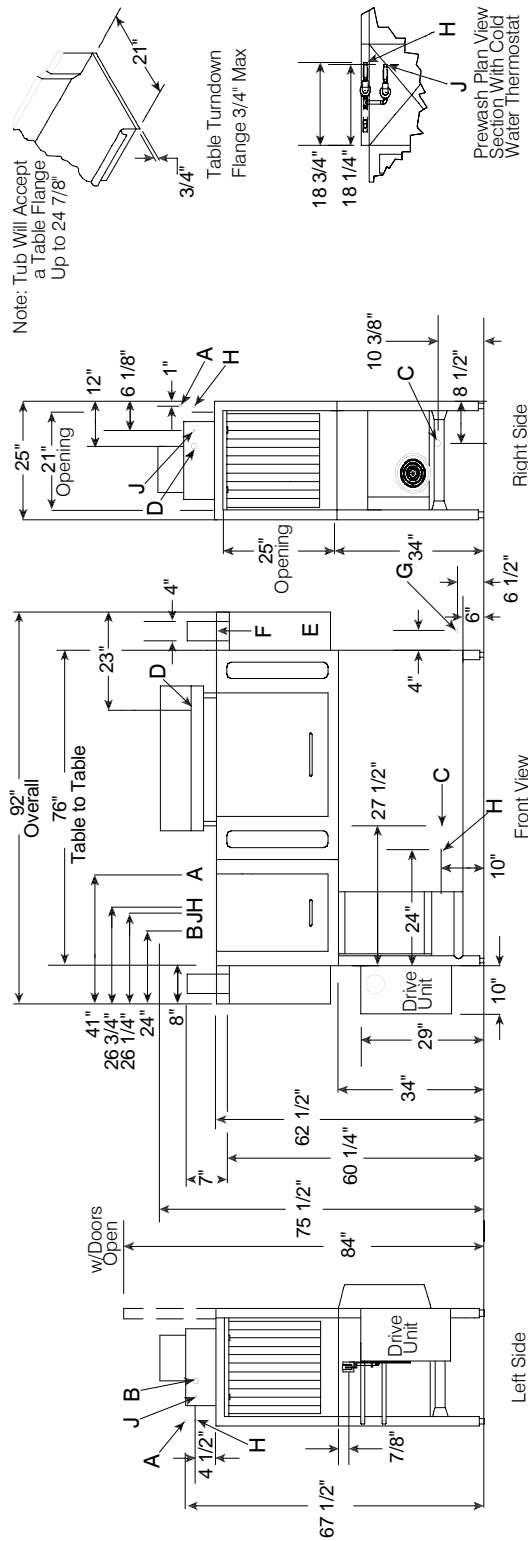 w/Doors
Open
A
J
B
H
4 1/2"
67 1/2"
7/8"
Drive
Unit
Left Side
84"
75 1/2"
7"
60 1/4"
62 1/2"
34"
29"
10"
92"
Overall
76"
Table to Table
41"
26 3/4"
26 1/4"
24"
8"
B J H
A
D
23"
4"
F
E
Drive
Unit
27 1/2"
24"
C
H
10"
4"
G
6"
6 1/2"
Front View
25"
21"
Opening
12"
6 1/8"
1"
J
D
A
H
25"
Opening
34"
10 3/8"
C
8 1/2"
Right Side
Note: Tub Will Accept
a Table Flange
Up to 24 7/8"
21"
3/4"
Table Turndown
Flange 3/4" Max
18 3/4"
18 1/4"
H
J
Prewash Plan View
Section With Cold
Water Thermostat